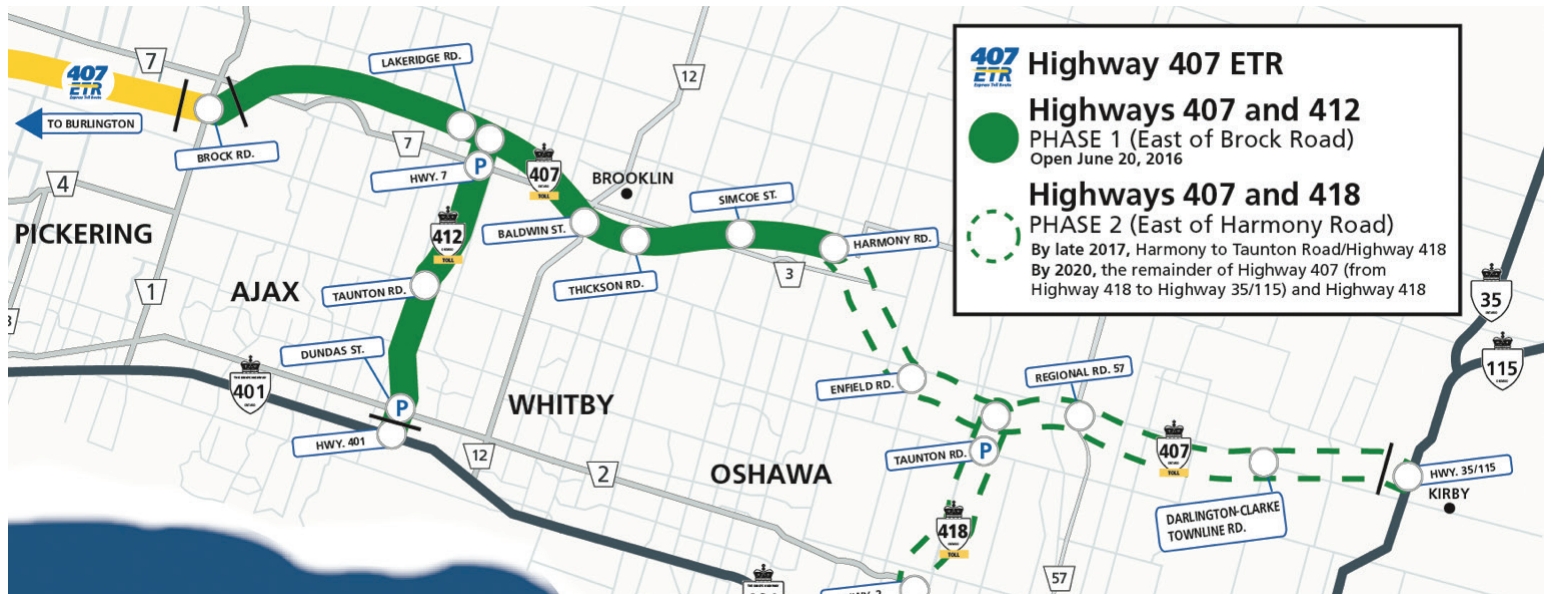 407
ETR
Express Toll Route
Highway 407 ETR
Highways 407 and 412
PHASE 1 (East of Brock Road)
Open June 20, 2016
Highways 407 and 418
PHASE 2 (East of Harmony Road)
By late 2017, Harmony to Taunton Road/Highway 418
By 2020, the remainder of Highway 407 (from
Highway 418 to Highway 35/115) and Highway 418
7
407
ETR
TO BURLINGTON
BROCK RD.
LAKERIDGE RD.
12
7
HWY. 7
P
407
TOLL
BROOKLIN
4
PICKERING
412
TOLL
BALDWIN ST.
SIMCOE ST.
HARMONY RD.
THICKSON RD.
3
1
AJAX
TAUNTON RD.
35
115
DUNDAS ST.
401
P
HWY. 401
WHITBY
ENFIELD RD.
REGIONAL RD. 57
12
2
OSHAWA
TAUNTON RD.
P
407
TOLL
HWY. 35/115
KIRBY
DARLINGTON-CLARKE
TOWNLINE RD.
418
TOLL
57